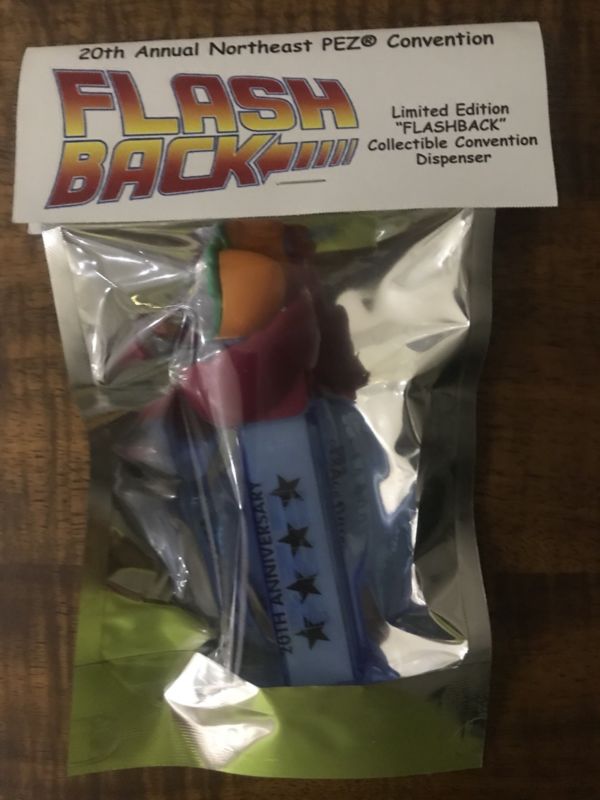 20th Annual Northeast PEZ® Convention
FLASH
BACK
Limited Edition
"FLASHBACK"
Collectible Convention
Dispenser
20TH ANNIVERSARY